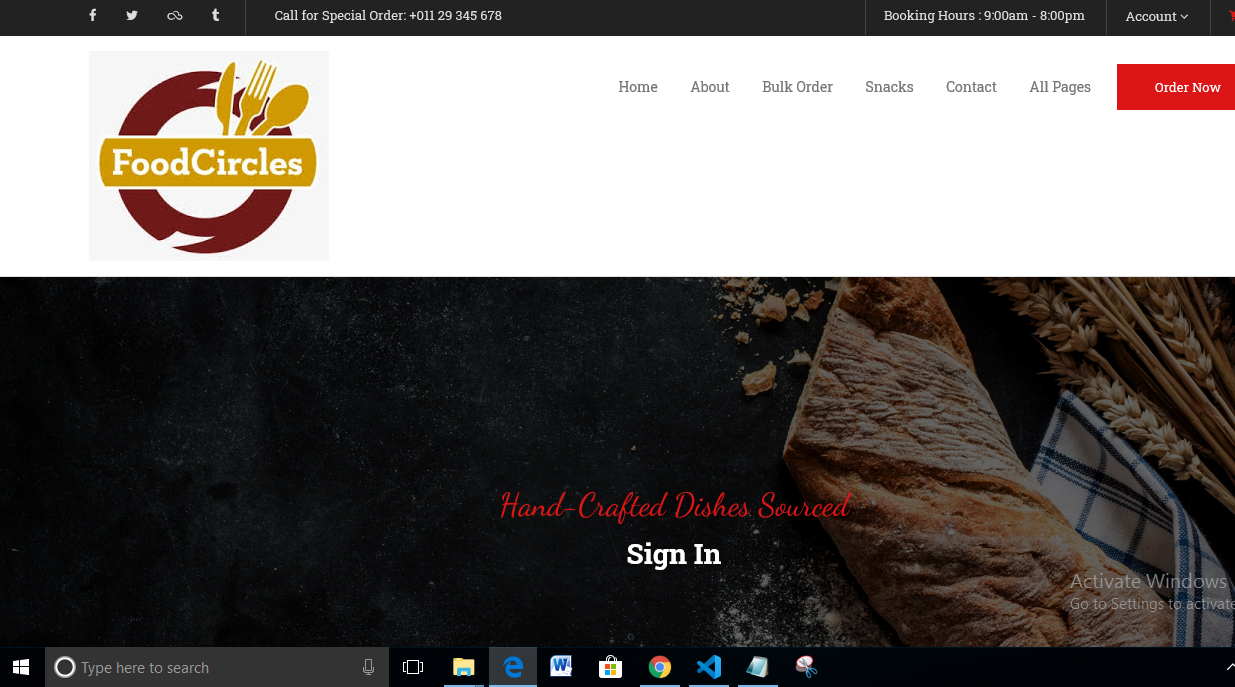 Call for Special Order: +011 29 345 678
Booking Hours : 9:00am - 8:00pm
Account
FoodCircles
Home
About
Bulk Order
Snacks
Contact
All Pages
Order Now
Hand-Crafted Dishes Sourced
Sign In
Activate Windows
Go to Settings to activate
Type here to search